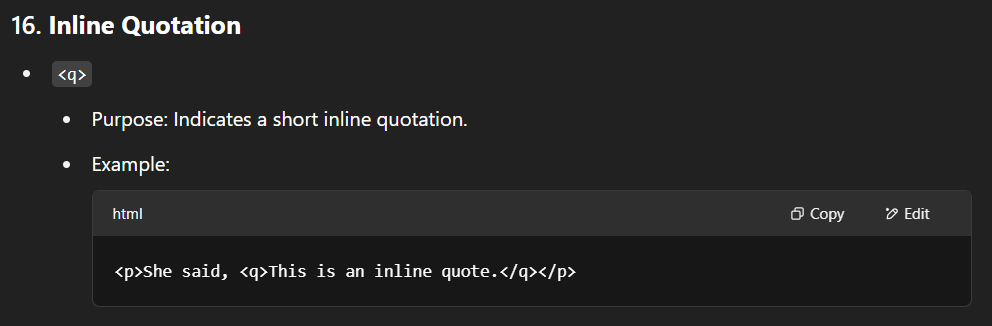 16. Inline Quotation
<q>
Purpose: Indicates a short inline quotation.
Example:
html Copy Edit
<p>She said, <q>This is an inline quote.</q></p>